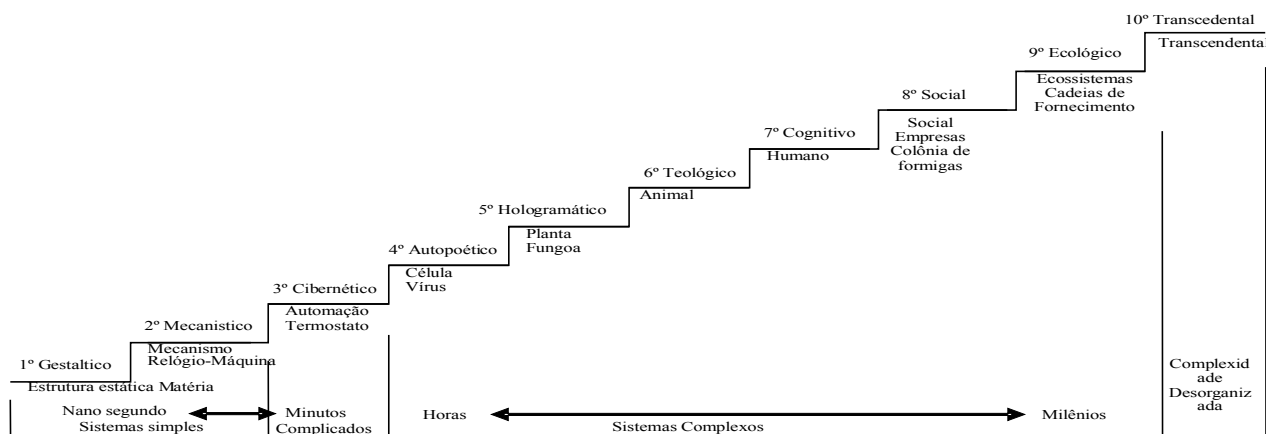 1º Gestaltico
Estrutura estática Matéria
2º Mecanistico
Mecanismo
Relógio-Máquina
3º Cibernético
Automação
Termostato
4º Autopoético
Célula
Vírus
5º Hologramático
Planta
Fungoa
6º Teológico
Animal
7º Cognitivo
Humano
8º Social
Social
Empresas
Colônia de
formigas
9º Ecológico
Ecossistemas
Cadeias de
Fornecimento
10º Transcedental
Transcendental
Nano segundo
Sistemas simples
Minutos
Complicados
Horas
Sistemas Complexos
Milênios
Complexid
ade
Desorganiz
ada